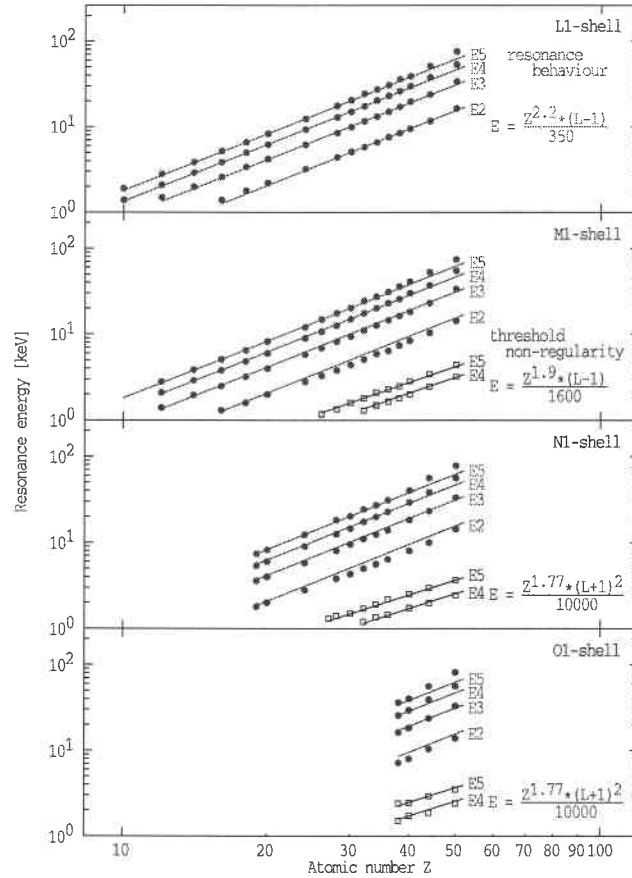 L1-shell
10^2
E5
resonance
E4
behaviour
E3
10^1
E2
E = Z^2.2*(L-1)
350
10^0
M1-shell
10^2
E5
E4
E3
E2
threshold
non-regularity
10^1
E5
E4
E = Z^1.9*(L-1)
1600
10^0
Resonance energy [keV]
N1-shell
10^2
E5
E4
E3
10^1
E2
E5
E4
E = Z^1.77*(L+1)^2
10000
10^0
O1-shell
10^2
E5
E4
E3
10^1
E2
E5
E4
E = Z^1.77*(L+1)^2
10000
10^0
10 20 30 40 50 60 70 80 90 100
Atomic number Z